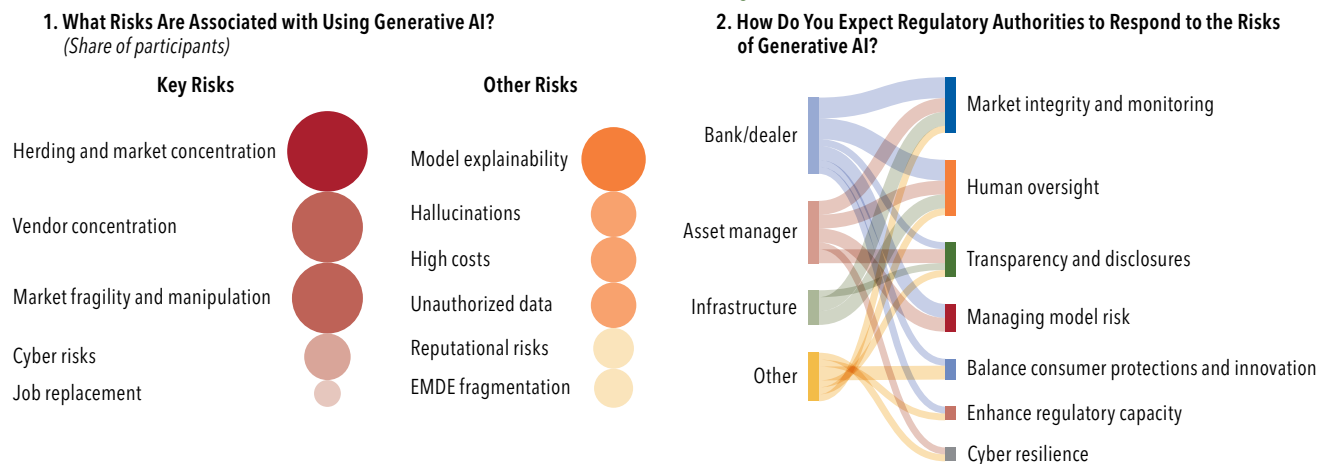 1. What Risks Are Associated with Using Generative AI?
(Share of participants)
Key Risks
Other Risks
Herding and market concentration
Vendor concentration
Market fragility and manipulation
Cyber risks
Job replacement
Model explainability
Hallucinations
High costs
Unauthorized data
Reputational risks
EMDE fragmentation
2. How Do You Expect Regulatory Authorities to Respond to the Risks
of Generative AI?
Bank/dealer
Asset manager
Infrastructure
Other
Market integrity and monitoring
Human oversight
Transparency and disclosures
Managing model risk
Balance consumer protections and innovation
Enhance regulatory capacity
Cyber resilience